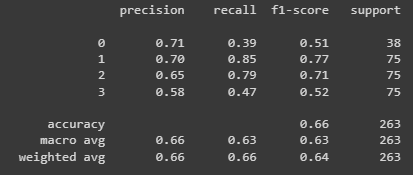 precision recall f1-score support
0 0.71 0.39 0.51 38
1 0.70 0.85 0.77 75
2 0.65 0.79 0.71 75
3 0.58 0.47 0.52 75
accuracy 0.66 263
macro avg 0.66 0.63 0.63 263
weighted avg 0.66 0.66 0.64 263